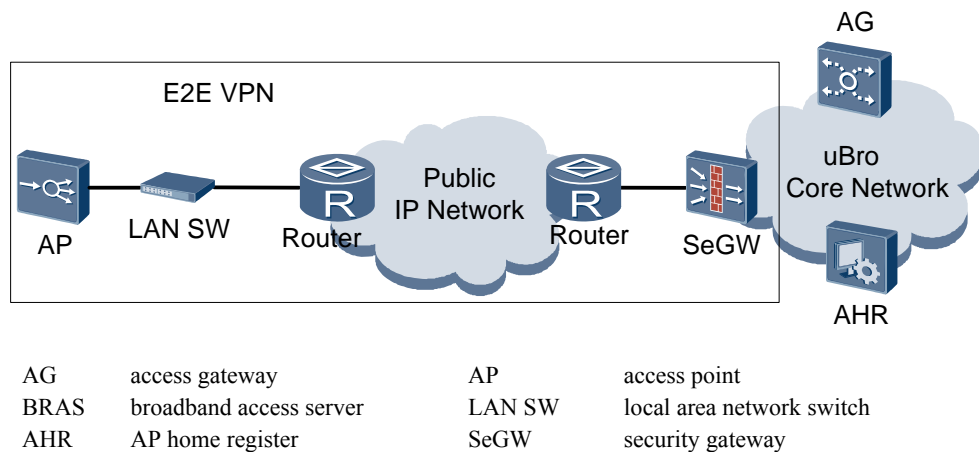 AG
E2E VPN
R
Public
IP Network
R
uBro
Core Network
AP
LAN SW
Router
Router
SeGW
AHR
AG access gateway AP access point
BRAS broadband access server LAN SW local area network switch
AHR AP home register SeGW security gateway